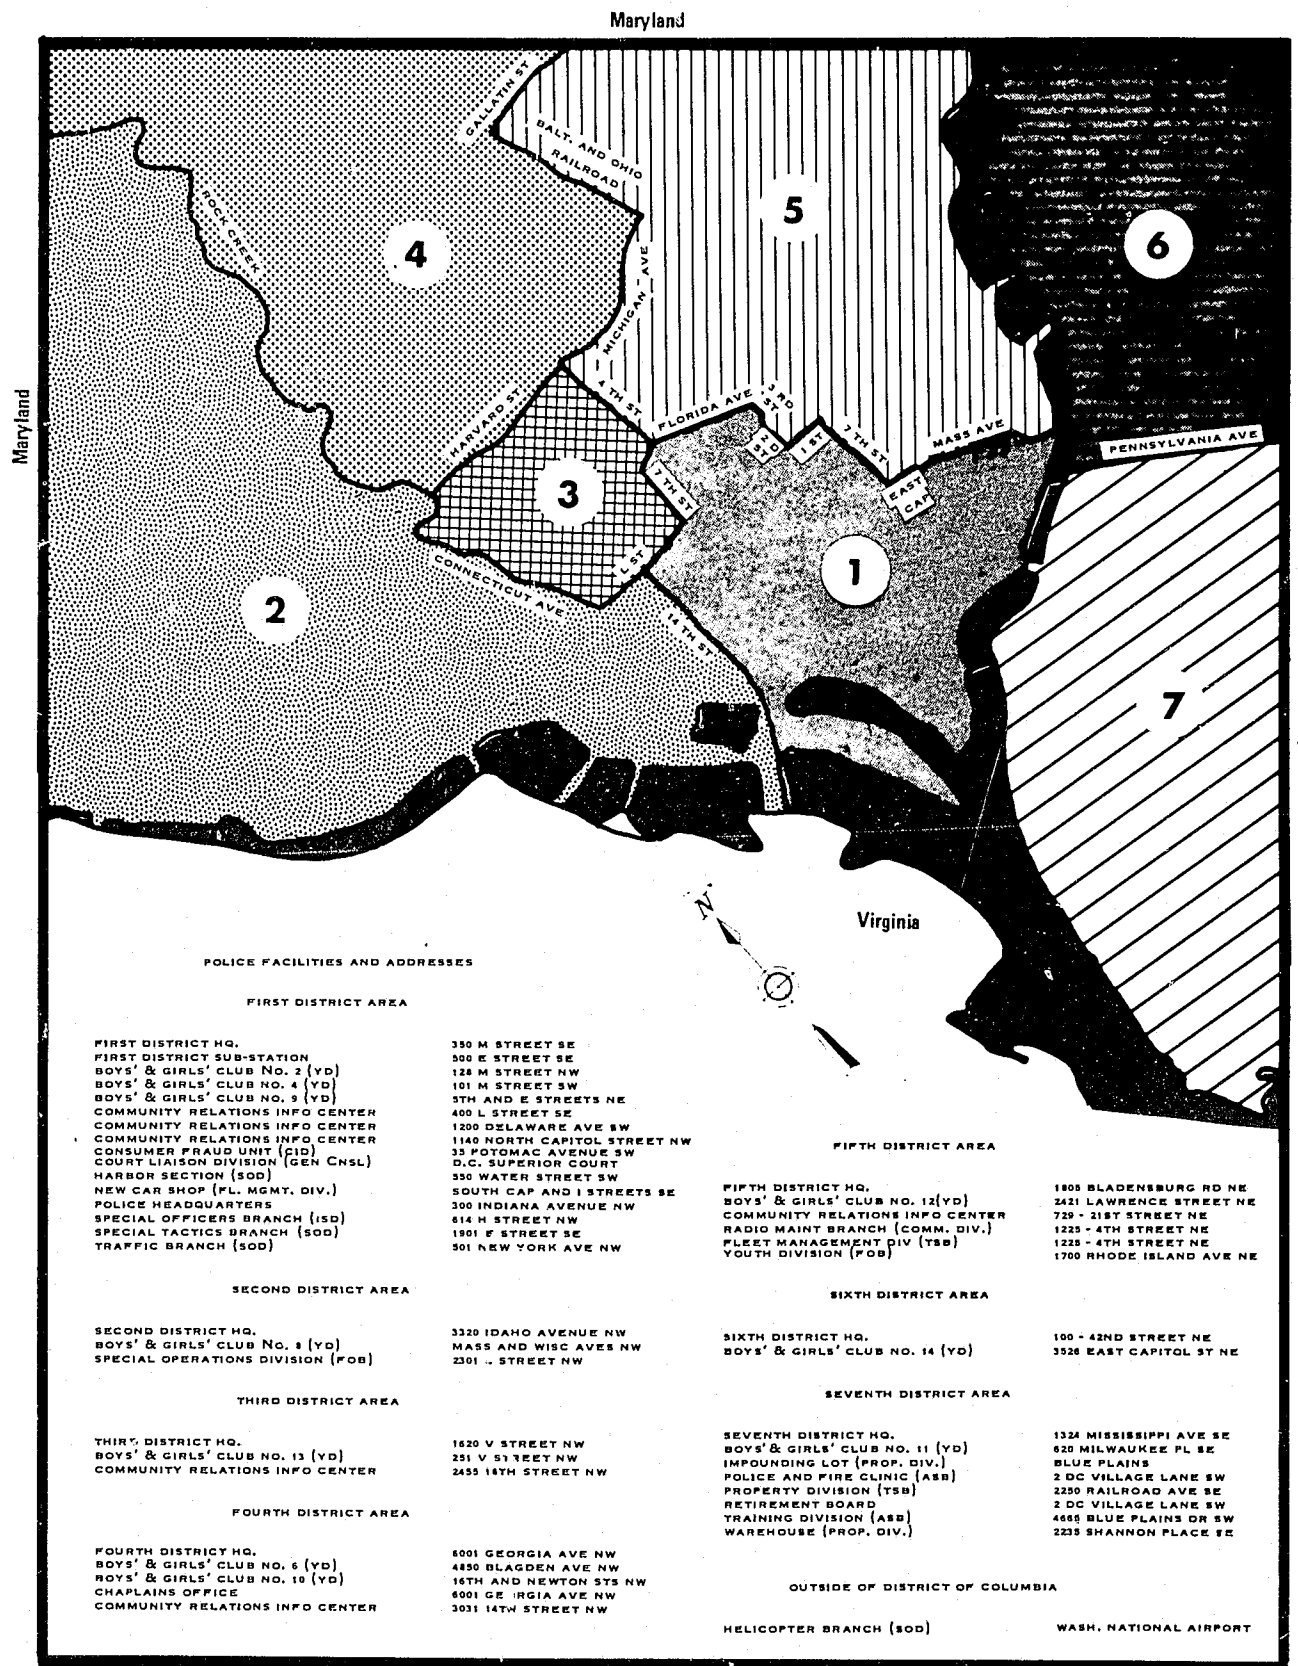 Maryland
Maryland
GALLATIN ST
BALT. AND OHIO
RAILROAD
ROCK CREEK
4
5
6
MICHIGAN AVE
HARVARD ST
4 TH ST
FLORIDA AVE
3 RD
ST
2 D
ST
1 ST
7 TH ST
MASS AVE
PENNSYLVANIA AVE
EAST
CAP
3
7 TH ST
L ST
CONNECTICUT AVE
14 TH ST
1
2
7
N
Virginia
POLICE FACILITIES AND ADDRESSES
FIRST DISTRICT AREA
FIRST DISTRICT HQ. 350 M STREET SE
FIRST DISTRICT SUB-STATION 500 E STREET SE
BOYS' & GIRLS' CLUB No. 2 (YD) 128 M STREET NW
BOYS' & GIRLS' CLUB NO. 4 (YD) 101 M STREET SW
BOYS' & GIRLS' CLUB NO. 9 (YD) 5TH AND E STREETS NE
COMMUNITY RELATIONS INFO CENTER 400 L STREET SE
COMMUNITY RELATIONS INFO CENTER 1200 DELAWARE AVE SW
COMMUNITY RELATIONS INFO CENTER 1140 NORTH CAPITOL STREET NW
CONSUMER FRAUD UNIT (CID) 35 POTOMAC AVENUE SW
COURT LIAISON DIVISION (GEN CNSL) D.C. SUPERIOR COURT
HARBOR SECTION (SOD) 550 WATER STREET SW
NEW CAR SHOP (FL. MGMT. DIV.) SOUTH CAP AND I STREETS SE
POLICE HEADQUARTERS 300 INDIANA AVENUE NW
SPECIAL OFFICERS BRANCH (ISD) 614 H STREET NW
SPECIAL TACTICS BRANCH (SOD) 1901 E STREET SE
TRAFFIC BRANCH (SOD) 501 NEW YORK AVE NW
SECOND DISTRICT AREA
SECOND DISTRICT HQ. 3320 IDAHO AVENUE NW
BOYS' & GIRLS' CLUB No. 8 (YD) MASS AND WISC AVES NW
SPECIAL OPERATIONS DIVISION (FOB) 2301 STREET NW
THIRD DISTRICT AREA
THIRD DISTRICT HQ. 1620 V STREET NW
BOYS' & GIRLS' CLUB NO. 13 (YD) 251 V STREET NW
COMMUNITY RELATIONS INFO CENTER 2455 18TH STREET NW
FOURTH DISTRICT AREA
FOURTH DISTRICT HQ. 6001 GEORGIA AVE NW
BOYS' & GIRLS' CLUB NO. 6 (YD) 4850 BLAGDEN AVE NW
BOYS' & GIRLS' CLUB NO. 10 (YD) 16TH AND NEWTON STS NW
CHAPLAINS OFFICE 6001 GEORGIA AVE NW
COMMUNITY RELATIONS INFO CENTER 3031 14TH STREET NW
FIFTH DISTRICT AREA
FIFTH DISTRICT HQ. 1805 BLADENSBURG RD NE
BOYS' & GIRLS' CLUB NO. 12(YD) 2421 LAWRENCE STREET NE
COMMUNITY RELATIONS INFO CENTER 729 - 21ST STREET NE
RADIO MAINT BRANCH (COMM. DIV.) 1225 - 4TH STREET NE
FLEET MANAGEMENT DIV (TSB) 1225 - 4TH STREET NE
YOUTH DIVISION (FOB) 1700 RHODE ISLAND AVE NE
SIXTH DISTRICT AREA
SIXTH DISTRICT HQ. 100 - 42ND STREET NE
BOYS' & GIRLS' CLUB NO. 14 (YD) 3526 EAST CAPITOL ST NE
SEVENTH DISTRICT AREA
SEVENTH DISTRICT HQ. 1324 MISSISSIPPI AVE SE
BOYS' & GIRLS' CLUB NO. 11 (YD) 620 MILWAUKEE PL SE
IMPOUNDING LOT (PROP. DIV.) BLUE PLAINS
POLICE AND FIRE CLINIC (ASB) 2 DC VILLAGE LANE SW
PROPERTY DIVISION (TSB) 2250 RAILROAD AVE SE
RETIREMENT BOARD 2 DC VILLAGE LANE SW
TRAINING DIVISION (ASB) 4665 BLUE PLAINS DR SW
WAREHOUSE (PROP. DIV.) 2235 SHANNON PLACE SE
OUTSIDE OF DISTRICT OF COLUMBIA
HELICOPTER BRANCH (SOD) WASH. NATIONAL AIRPORT